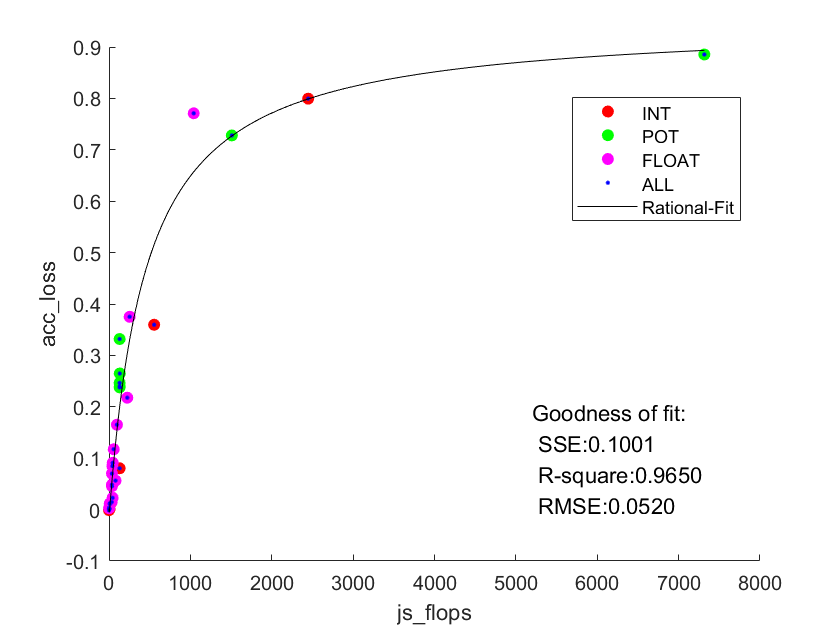 0.9
0.8
0.7
0.6
0.5
0.4
0.3
0.2
0.1
0
-0.1
acc_loss
INT
POT
FLOAT
ALL
Rational-Fit
Goodness of fit:
SSE:0.1001
R-square:0.9650
RMSE:0.0520
0 1000 2000 3000 4000 5000 6000 7000 8000
js_flops